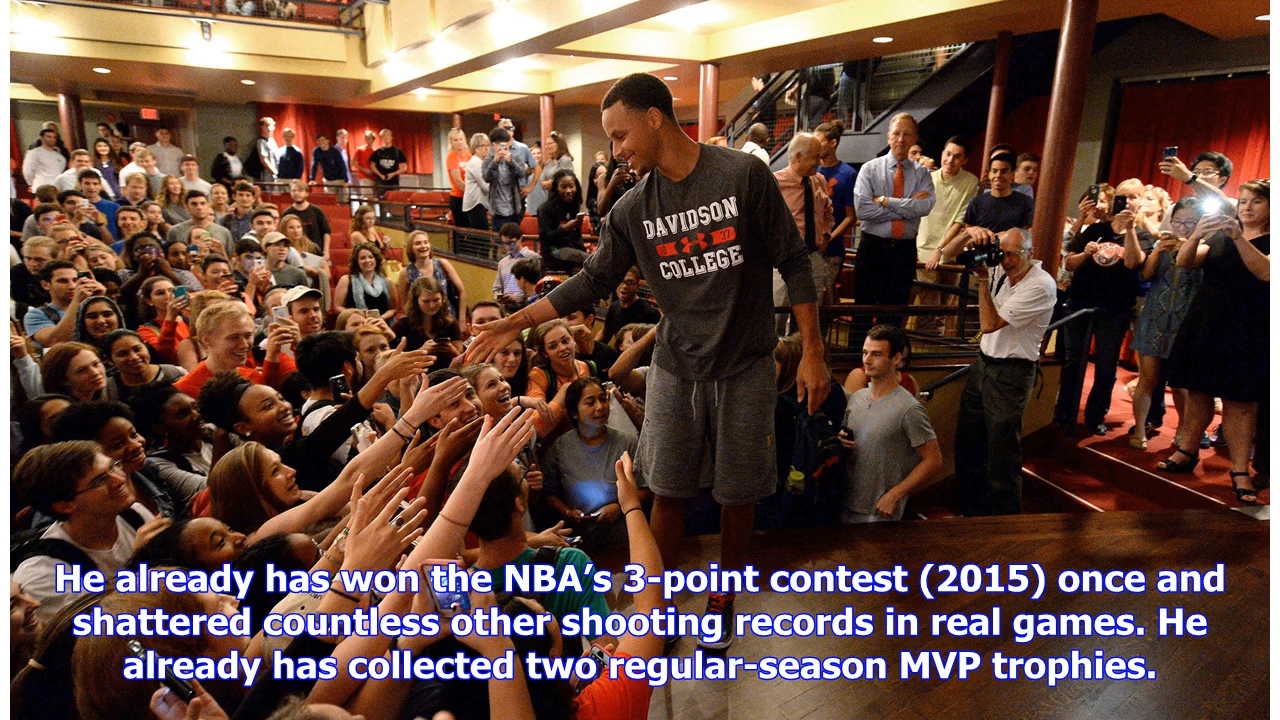 DAVIDSON
37
COLLEGE
He already has won the NBA’s 3-point contest (2015) once and
shattered countless other shooting records in real games. He
already has collected two regular-season MVP trophies.